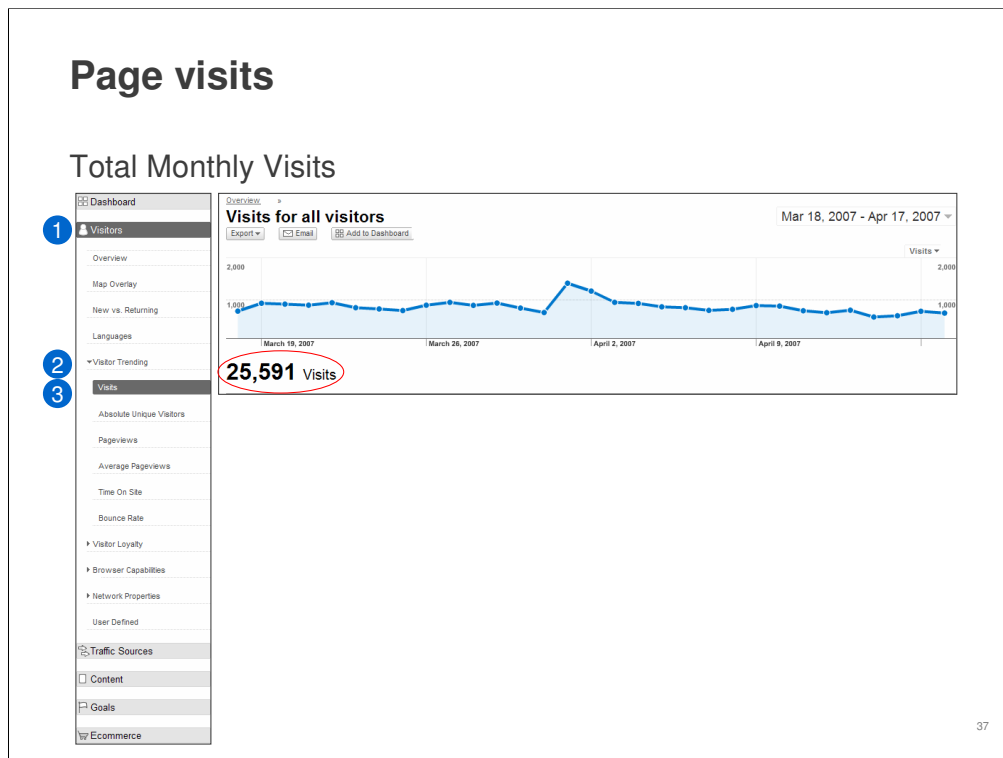 Page visits
Total Monthly Visits
Dashboard
1 Visitors
Overview
Map Overlay
New vs. Returning
Languages
2 Visitor Trending
3 Visits
Absolute Unique Visitors
Pageviews
Average Pageviews
Time On Site
Bounce Rate
Visitor Loyalty
Browser Capabilities
Network Properties
User Defined
Traffic Sources
Content
Goals
Ecommerce
Overview »
Visits for all visitors
Mar 18, 2007 - Apr 17, 2007
Export Email Add to Dashboard
Visits
2,000 2,000
1,000 1,000
March 19, 2007 March 26, 2007 April 2, 2007 April 9, 2007
25,591 Visits
37